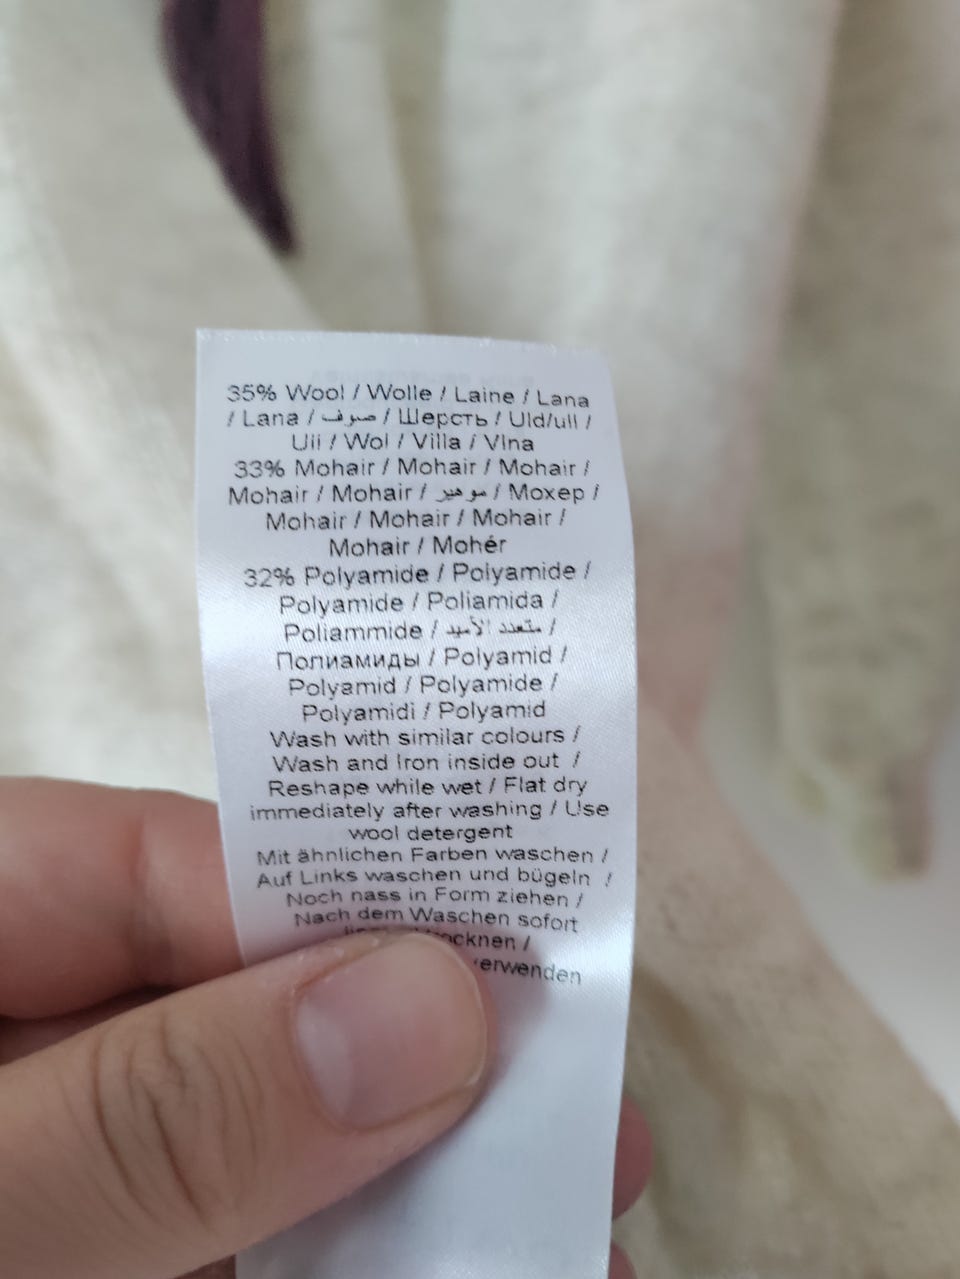 35% Wool / Wolle / Laine / Lana
/ Lana / صوف / Шерсть / Uld/ull /
Ull / Wol / Villa / Vlna
33% Mohair / Mohair / Mohair /
Mohair / Mohair / موهير / Мохер /
Mohair / Mohair / Mohair /
Mohair / Mohér
32% Polyamide / Polyamide /
Polyamide / Poliamida /
Poliammide / متعدد الأميد /
Полиамиды / Polyamid /
Polyamid / Polyamide /
Polyamidi / Polyamid
Wash with similar colours /
Wash and Iron inside out /
Reshape while wet / Flat dry
immediately after washing / Use
wool detergent
Mit ähnlichen Farben waschen /
Auf Links waschen und bügeln /
Noch nass in Form ziehen /
Nach dem Waschen sofort
/